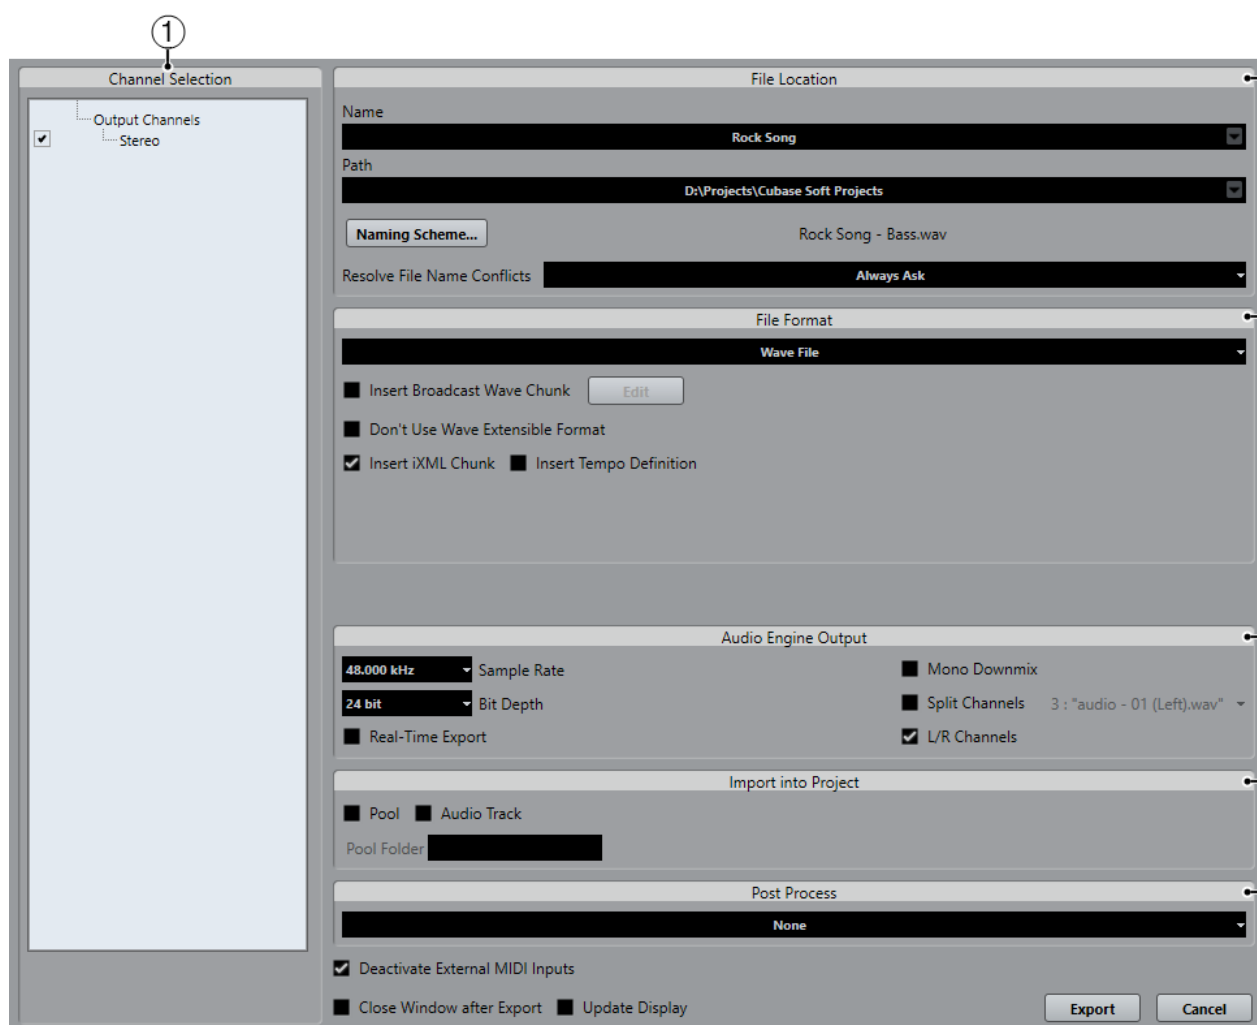 1
Channel Selection
Output Channels
Stereo
File Location
Name
Rock Song
Path
D:\Projects\Cubase Soft Projects
Naming Scheme... Rock Song - Bass.wav
Resolve File Name Conflicts Always Ask
File Format
Wave File
Insert Broadcast Wave Chunk Edit
Don't Use Wave Extensible Format
Insert iXML Chunk Insert Tempo Definition
Audio Engine Output
48.000 kHz Sample Rate Mono Downmix
24 bit Bit Depth Split Channels 3 : "audio - 01 (Left).wav"
Real-Time Export L/R Channels
Import into Project
Pool Audio Track
Pool Folder
Post Process
None
Deactivate External MIDI Inputs
Close Window after Export Update Display Export Cancel